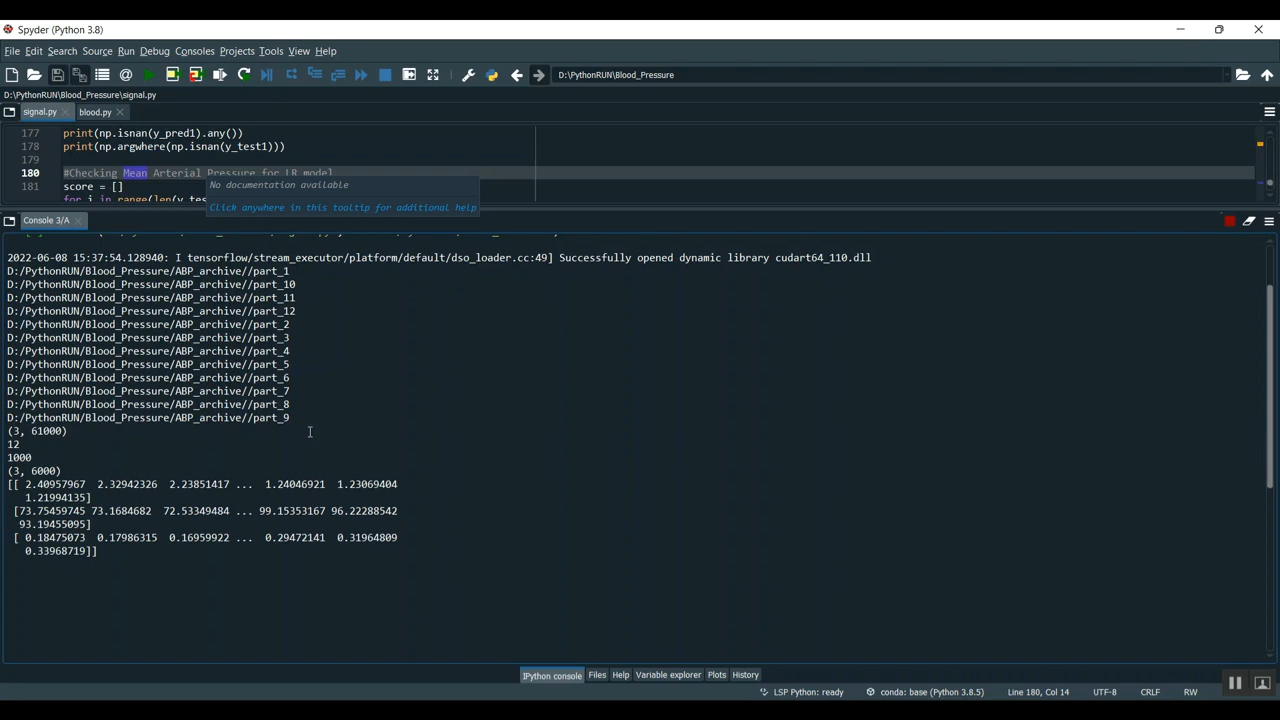 Spyder (Python 3.8)
File Edit Search Source Run Debug Consoles Projects Tools View Help
D:\PythonRUN\Blood_Pressure
D:\PythonRUN\Blood_Pressure\signal.py
signal.py blood.py
177 print(np.isnan(y_pred1).any())
178 print(np.argwhere(np.isnan(y_test1)))
179
180 #Checking Mean Arterial Pressure for LR model
No documentation available
181 score = []
for i in range(len(y_tes
Click anywhere in this tooltip for additional help
Console 3/A
2022-06-08 15:37:54.128940: I tensorflow/stream_executor/platform/default/dso_loader.cc:49] Successfully opened dynamic library cudart64_110.dll
D:/PythonRUN/Blood_Pressure/ABP_archive//part_1
D:/PythonRUN/Blood_Pressure/ABP_archive//part_10
D:/PythonRUN/Blood_Pressure/ABP_archive//part_11
D:/PythonRUN/Blood_Pressure/ABP_archive//part_12
D:/PythonRUN/Blood_Pressure/ABP_archive//part_2
D:/PythonRUN/Blood_Pressure/ABP_archive//part_3
D:/PythonRUN/Blood_Pressure/ABP_archive//part_4
D:/PythonRUN/Blood_Pressure/ABP_archive//part_5
D:/PythonRUN/Blood_Pressure/ABP_archive//part_6
D:/PythonRUN/Blood_Pressure/ABP_archive//part_7
D:/PythonRUN/Blood_Pressure/ABP_archive//part_8
D:/PythonRUN/Blood_Pressure/ABP_archive//part_9
(3, 61000)
12
1000
(3, 6000)
[[ 2.40957967 2.32942326 2.23851417 ... 1.24046921 1.23069404
1.21994135]
[73.75459745 73.1684682 72.53349484 ... 99.15353167 96.22288542
93.19455095]
[ 0.18475073 0.17986315 0.16959922 ... 0.29472141 0.31964809
0.33968719]]
IPython console Files Help Variable explorer Plots History
LSP Python: ready conda: base (Python 3.8.5) Line 180, Col 14 UTF-8 CRLF RW